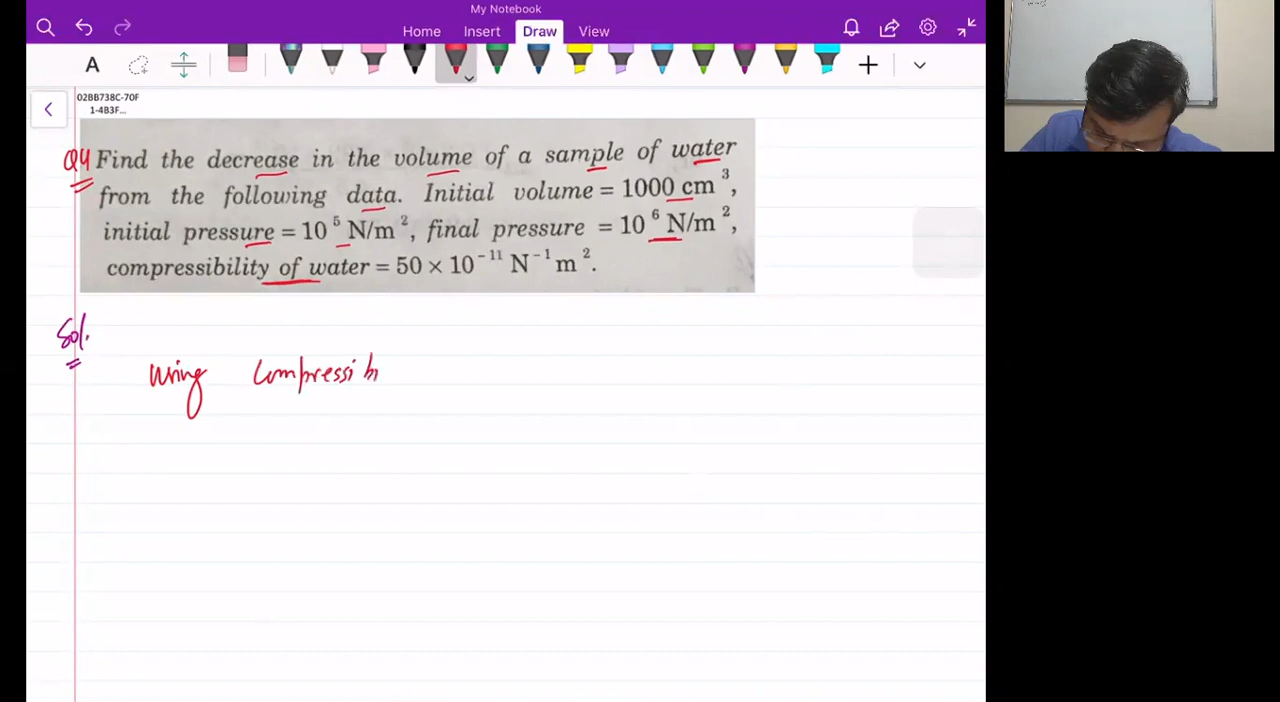 My Notebook
Home Insert Draw View
A
02BB738C-70F
1-4B3F...
Q4 Find the decrease in the volume of a sample of water
from the following data. Initial volume = 1000 cm³,
initial pressure = 10⁵ N/m², final pressure = 10⁶ N/m²,
compressibility of water = 50 × 10⁻¹¹ N⁻¹ m².
Sol.
Using